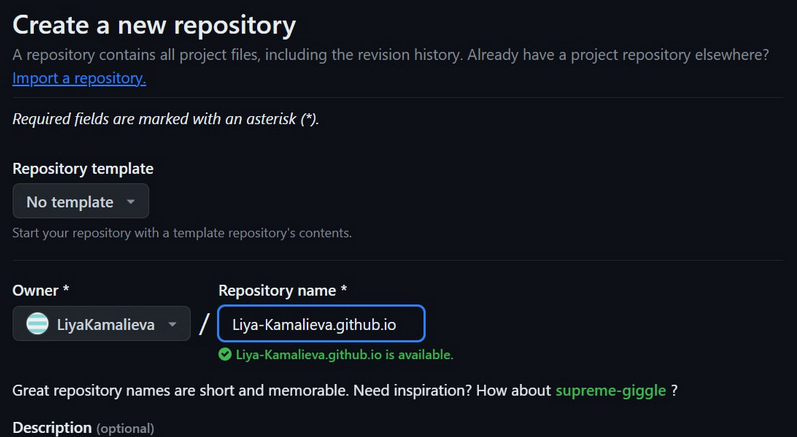 Create a new repository
A repository contains all project files, including the revision history. Already have a project repository elsewhere?
Import a repository.
Required fields are marked with an asterisk (*).
Repository template
No template
Start your repository with a template repository's contents.
Owner * Repository name *
LiyaKamalieva / Liya-Kamalieva.github.io
Liya-Kamalieva.github.io is available.
Great repository names are short and memorable. Need inspiration? How about supreme-giggle ?
Description (optional)